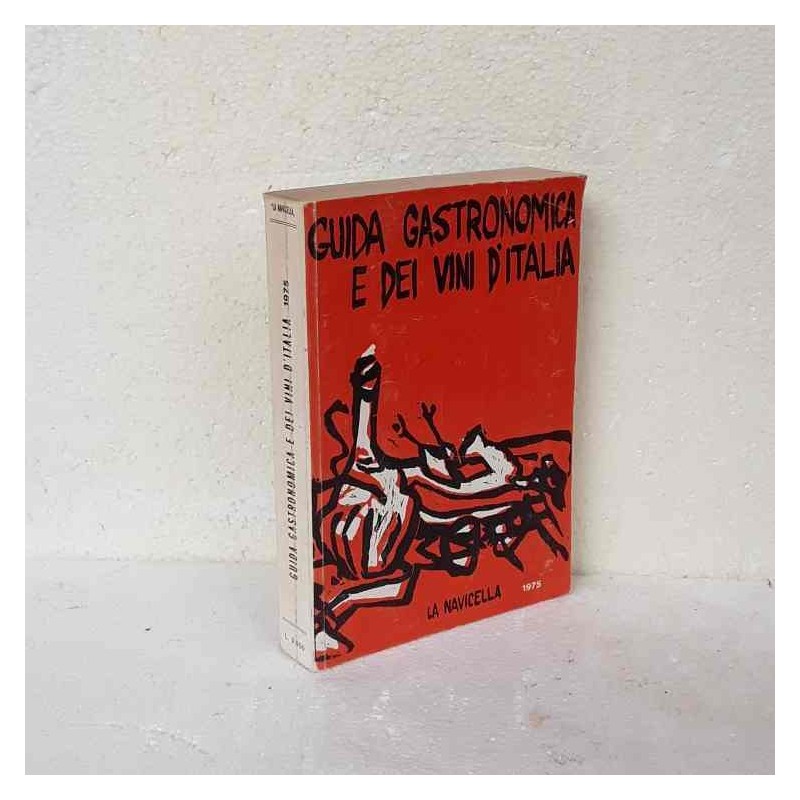 GUIDA GASTRONOMICA
E DEI VINI D'ITALIA
LA NAVICELLA
1975
LA NAVICELLA
GUIDA GASTRONOMICA E DEI VINI D'ITALIA 1975